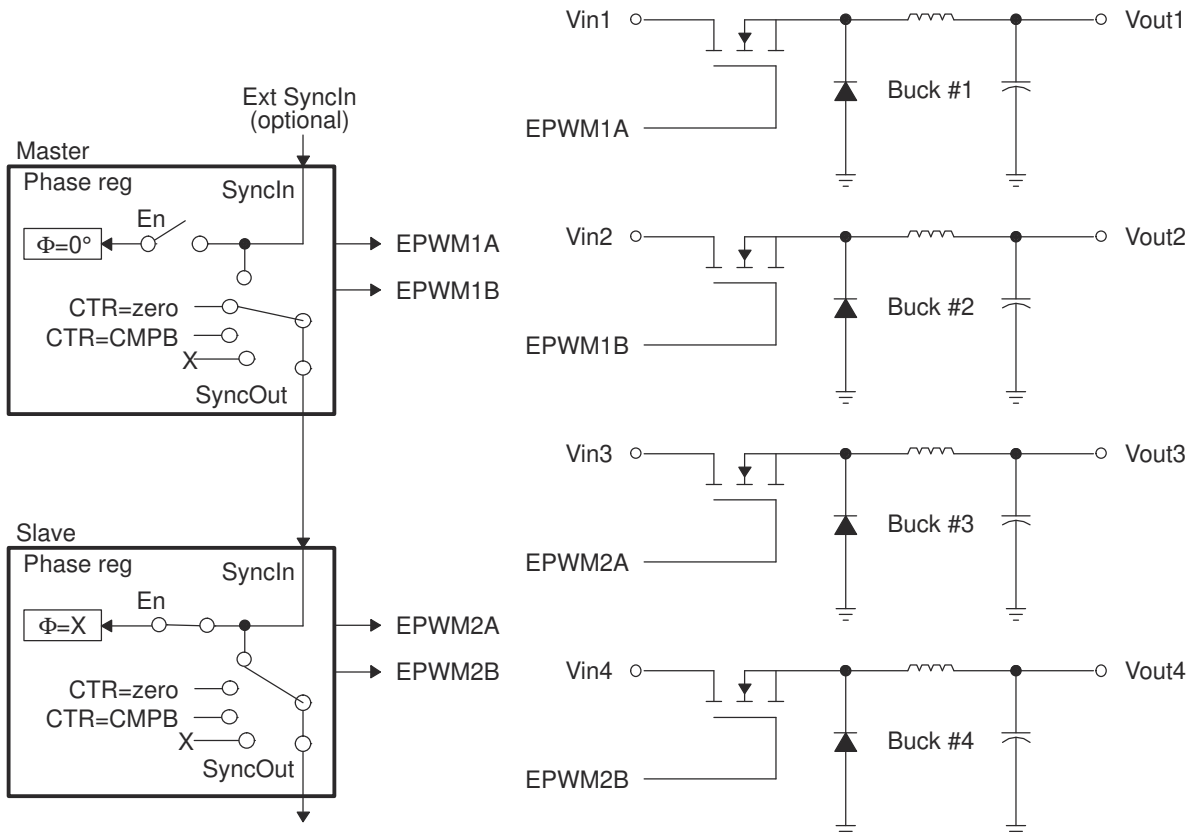 Ext SyncIn
(optional)
Master
Phase reg
SyncIn
En
Φ=0°
EPWM1A
EPWM1B
CTR=zero
CTR=CMPB
X
SyncOut
Slave
Phase reg
SyncIn
En
Φ=X
EPWM2A
EPWM2B
CTR=zero
CTR=CMPB
X
SyncOut
Vin1
Vout1
Buck #1
EPWM1A
Vin2
Vout2
Buck #2
EPWM1B
Vin3
Vout3
Buck #3
EPWM2A
Vin4
Vout4
Buck #4
EPWM2B